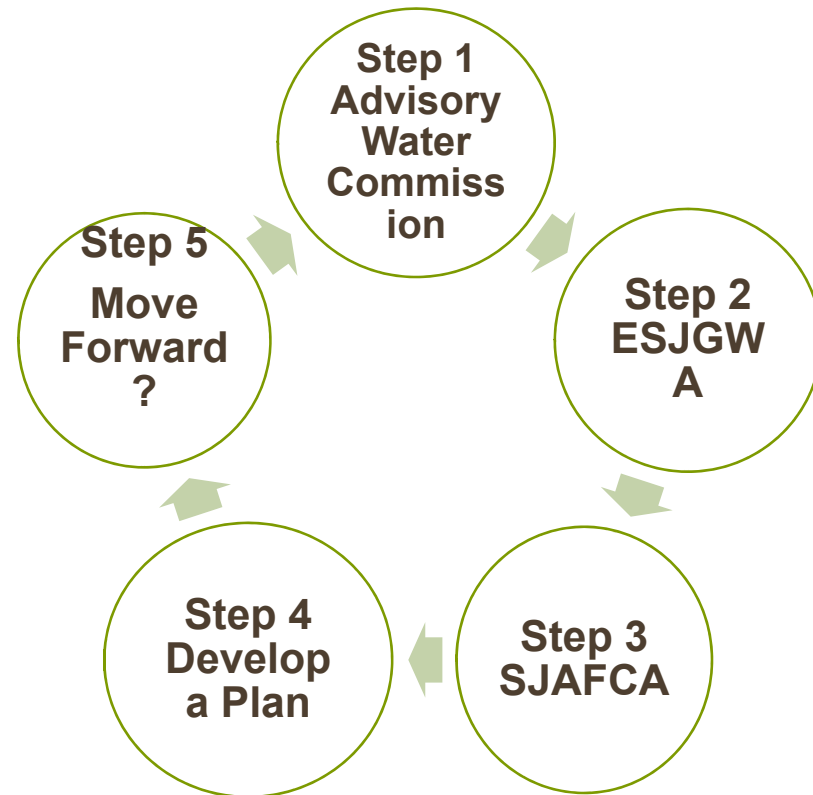 Step 1
Advisory
Water
Commiss
ion
Step 2
ESJGW
A
Step 3
SJAFCA
Step 4
Develop
a Plan
Step 5
Move
Forward
?